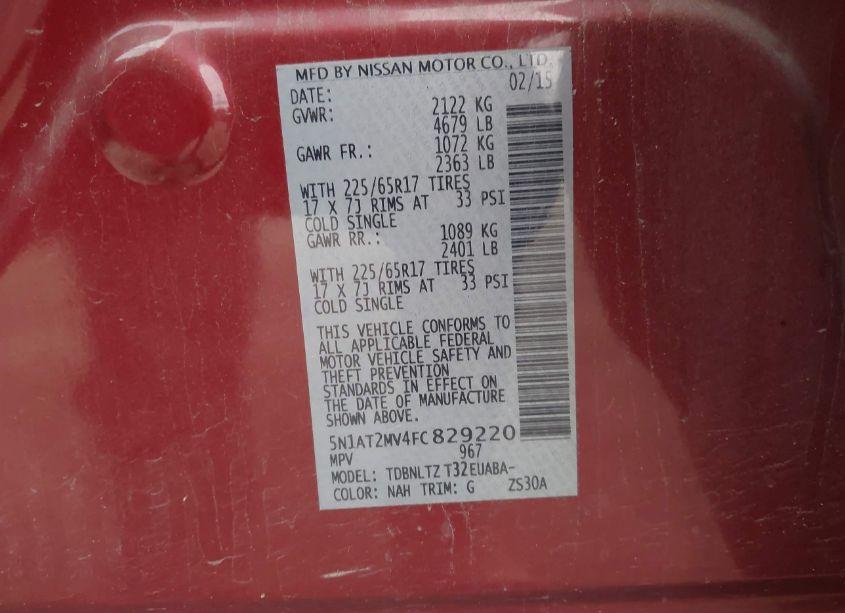 MFD BY NISSAN MOTOR CO., LTD.
DATE: 02/15
GVWR: 2122 KG
4679 LB
GAWR FR.: 1072 KG
2363 LB
WITH 225/65R17 TIRES
17 X 7J RIMS AT 33 PSI
COLD SINGLE
GAWR RR.: 1089 KG
2401 LB
WITH 225/65R17 TIRES
17 X 7J RIMS AT 33 PSI
COLD SINGLE
THIS VEHICLE CONFORMS TO
ALL APPLICABLE FEDERAL
MOTOR VEHICLE SAFETY AND
THEFT PREVENTION
STANDARDS IN EFFECT ON
THE DATE OF MANUFACTURE
SHOWN ABOVE.
5N1AT2MV4FC829220
MPV 967
MODEL: TDBNLTZ T32EUABA-
COLOR: NAH TRIM: G ZS30A